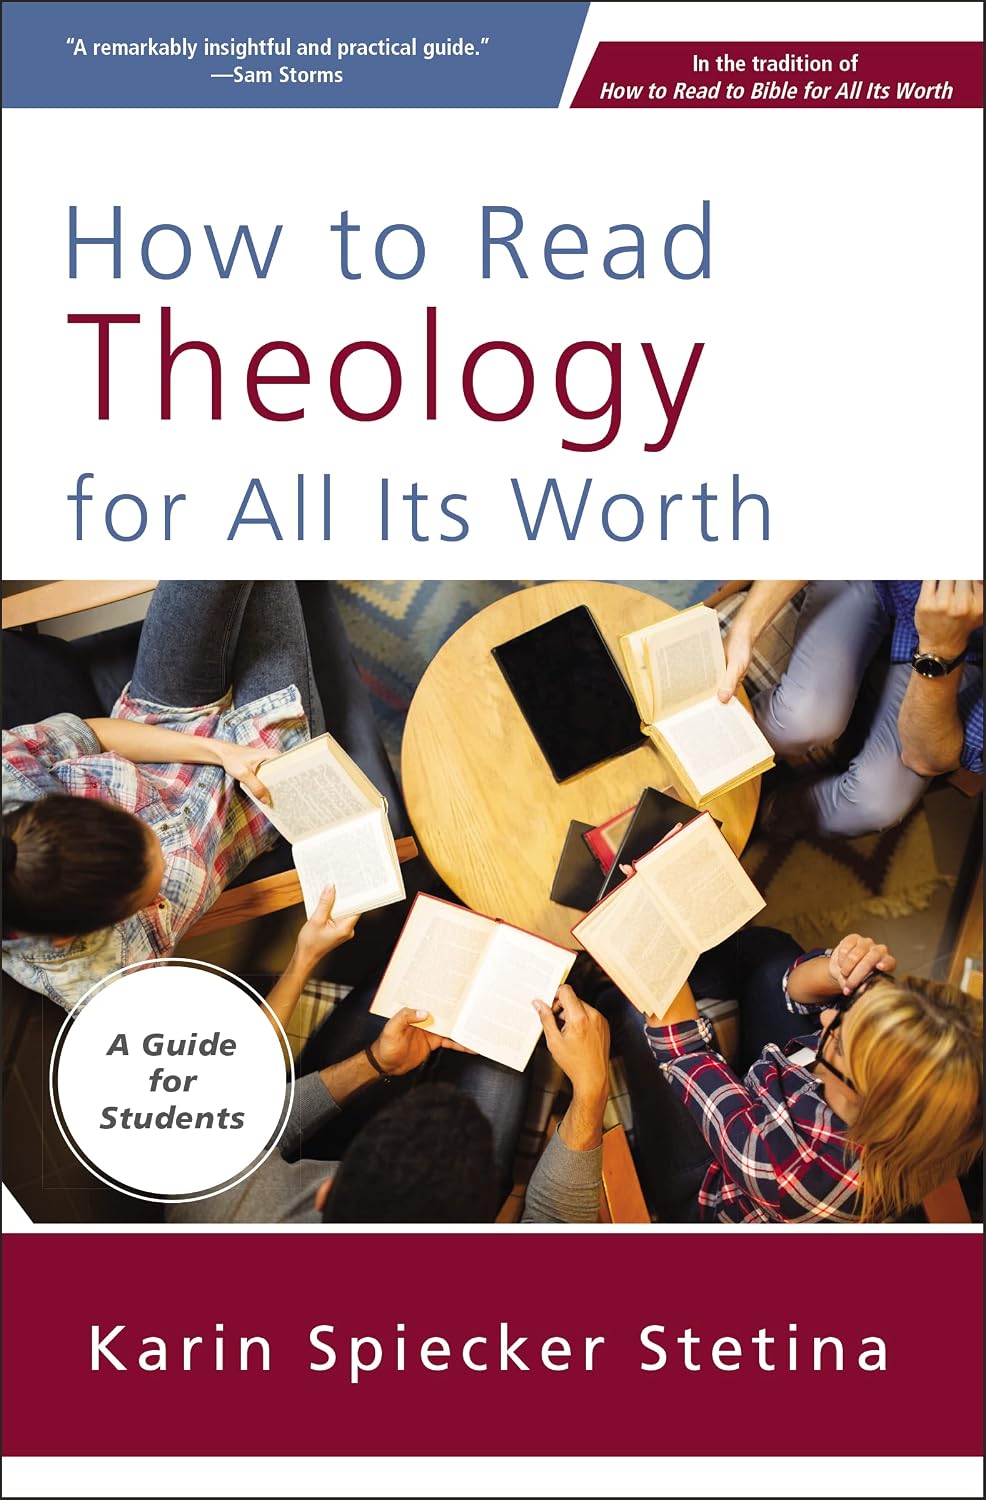 “A remarkably insightful and practical guide.”
—Sam Storms
In the tradition of
How to Read to Bible for All Its Worth
How to Read
Theology
for All Its Worth
A Guide
for
Students
Karin Spiecker Stetina